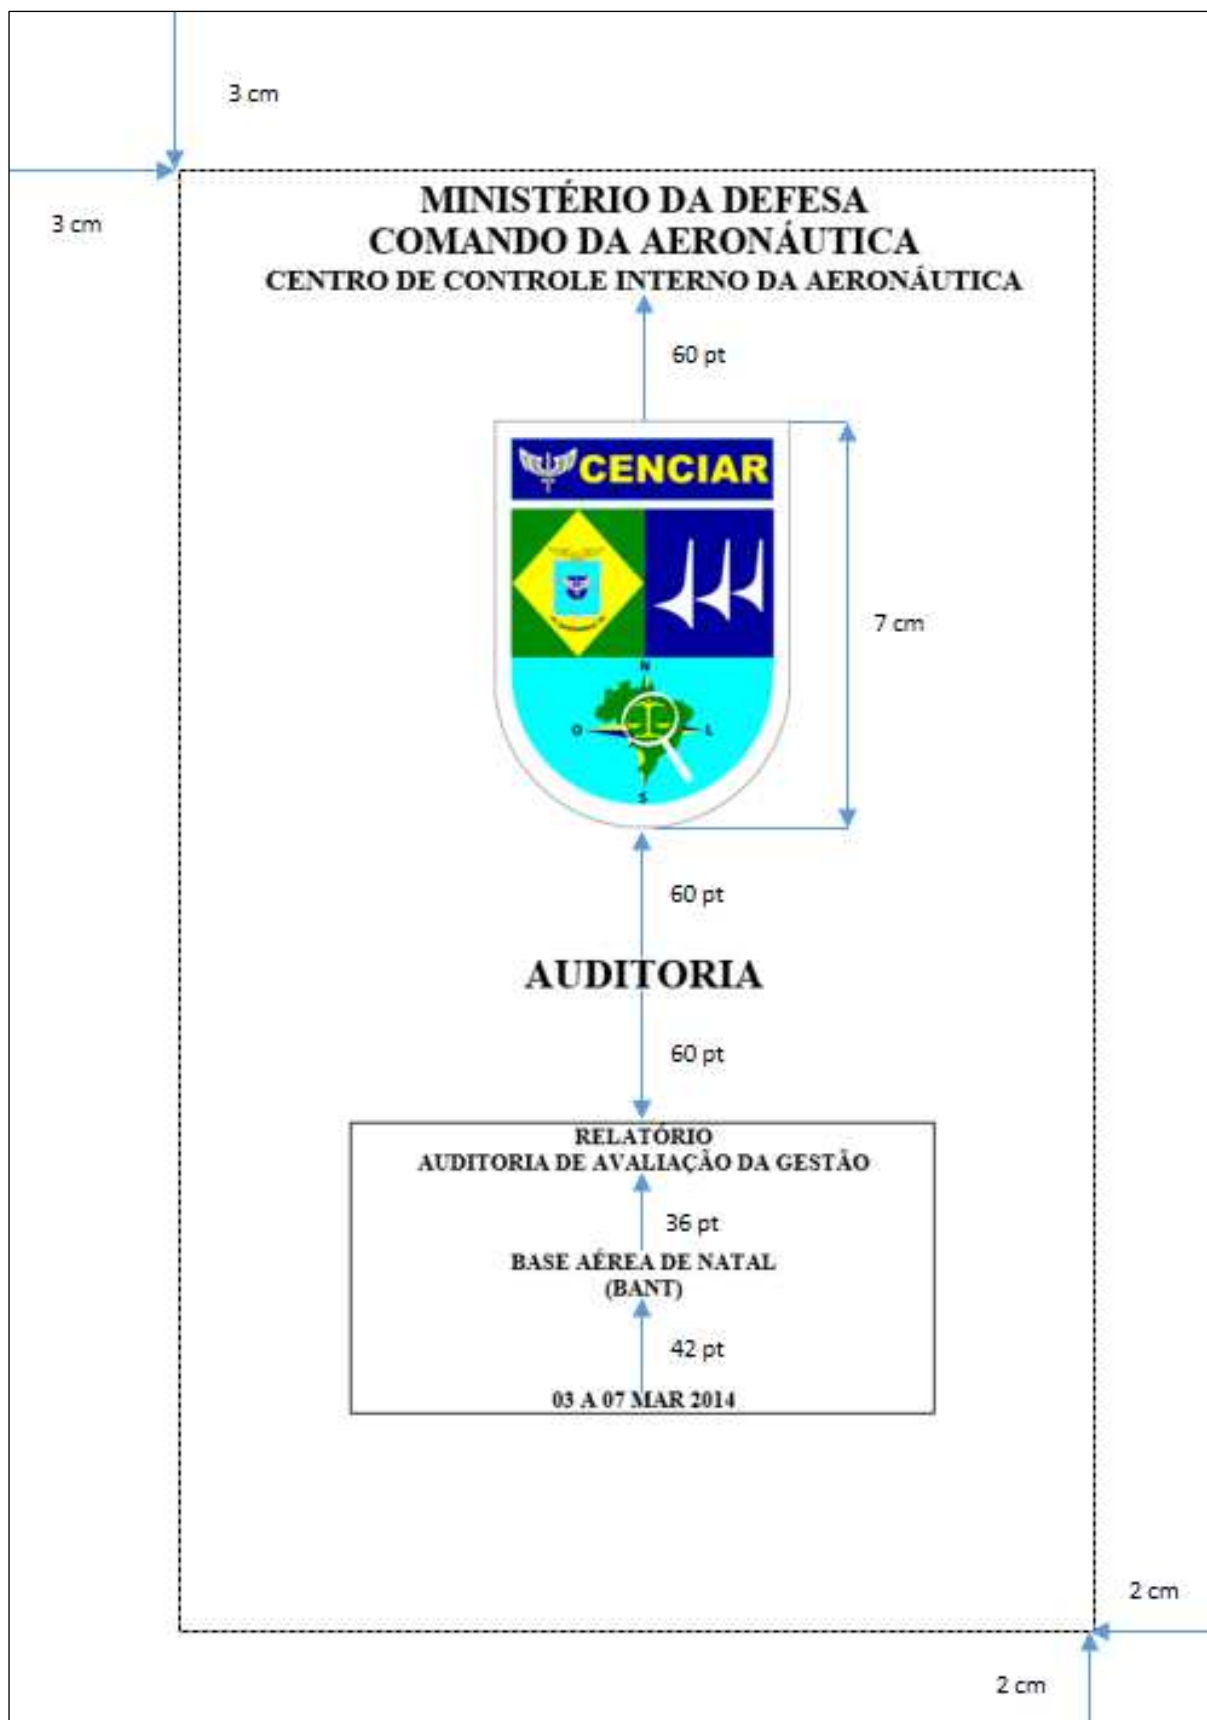 3 cm
3 cm
MINISTÉRIO DA DEFESA
COMANDO DA AERONÁUTICA
CENTRO DE CONTROLE INTERNO DA AERONÁUTICA
60 pt
CENCIAR
7 cm
N
O
L
S
60 pt
AUDITORIA
60 pt
RELATÓRIO
AUDITORIA DE AVALIAÇÃO DA GESTÃO
36 pt
BASE AÉREA DE NATAL
(BANT)
42 pt
03 A 07 MAR 2014
2 cm
2 cm